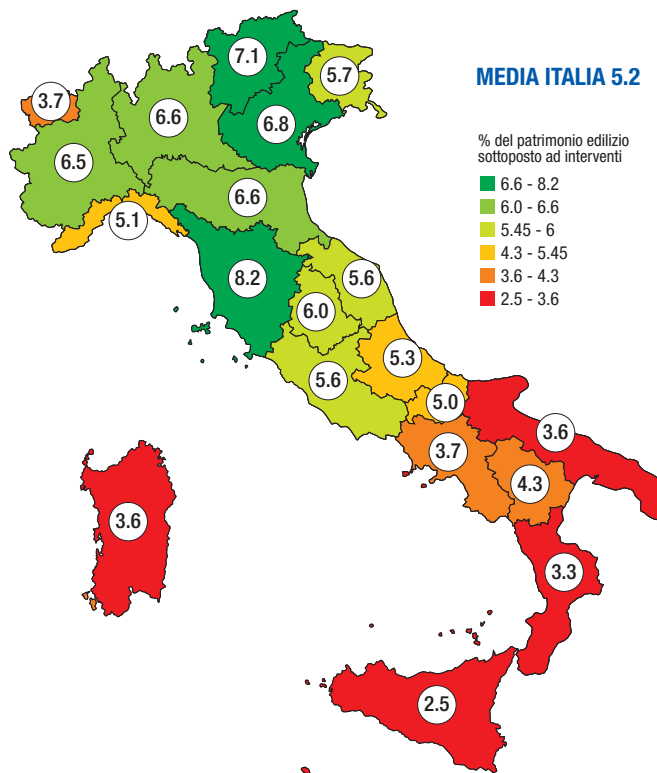 MEDIA ITALIA 5.2
% del patrimonio edilizio
sottoposto ad interventi
6.6 - 8.2
6.0 - 6.6
5.45 - 6
4.3 - 5.45
3.6 - 4.3
2.5 - 3.6
7.1
5.7
3.7
6.6
6.8
6.5
6.6
5.1
8.2
5.6
6.0
5.3
5.6
5.0
3.6
3.7
4.3
3.6
3.3
2.5